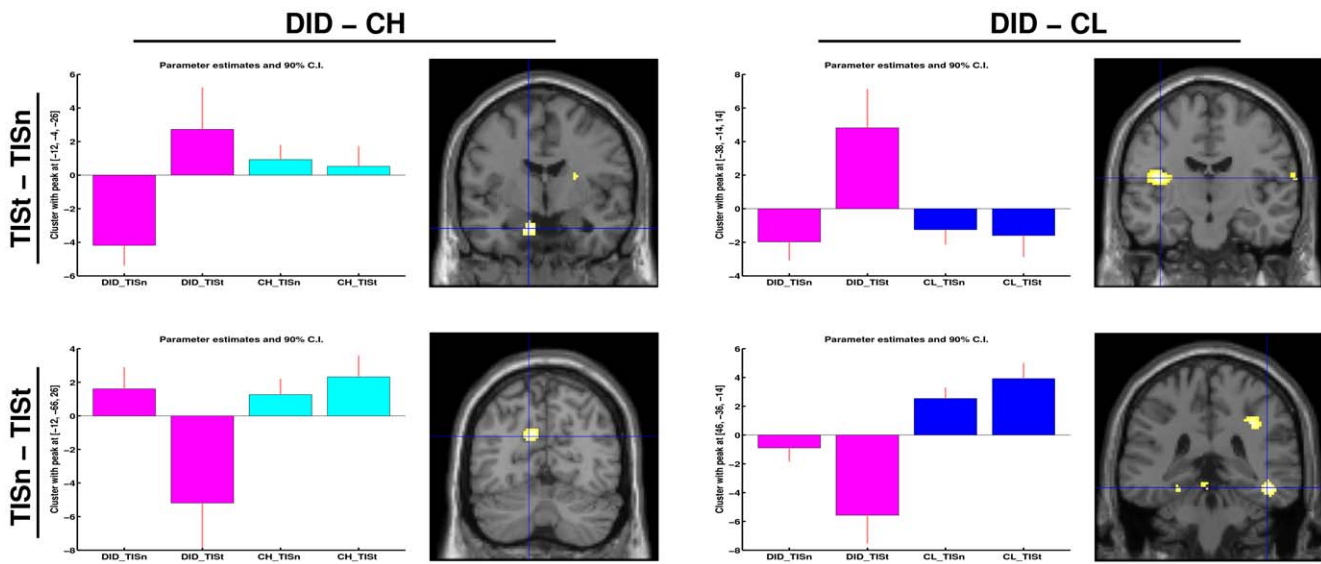 DID – CH
DID – CL
TISt – TISn
Parameter estimates and 90% C.I.
Cluster with peak at [-12, -4, -26]
6
4
2
0
−2
−4
−6
DID_TISn DID_TISt CH_TISn CH_TISt
Parameter estimates and 90% C.I.
Cluster with peak at [-38, -14, 14]
8
6
4
2
0
−2
−4
DID_TISn DID_TISt CL_TISn CL_TISt
TISn – TISt
Parameter estimates and 90% C.I.
Cluster with peak at [-12, -66, 26]
4
2
0
−2
−4
−6
−8
DID_TISn DID_TISt CH_TISn CH_TISt
Parameter estimates and 90% C.I.
Cluster with peak at [46, -36, -14]
6
4
2
0
−2
−4
−6
−8
DID_TISn DID_TISt CL_TISn CL_TISt